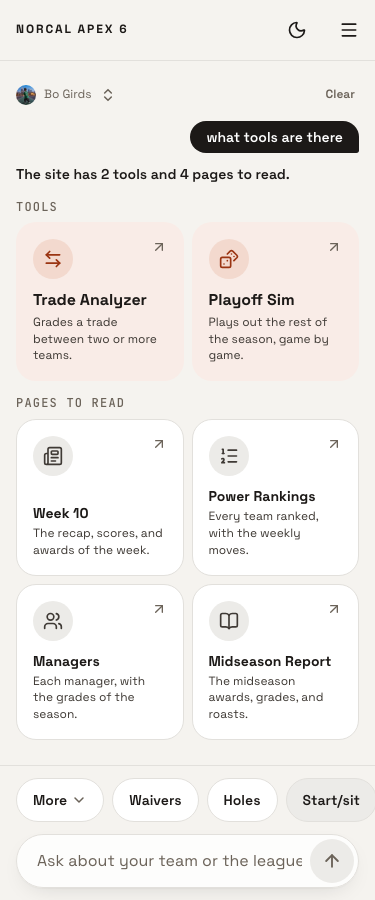 NORCAL APEX 6
Bo Girds
Clear
what tools are there
The site has 2 tools and 4 pages to read.
TOOLS
Trade Analyzer
Grades a trade
between two or more
teams.
Playoff Sim
Plays out the rest of
the season, game by
game.
PAGES TO READ
Week 10
The recap, scores, and
awards of the week.
Power Rankings
Every team ranked,
with the weekly
moves.
Managers
Each manager, with
the grades of the
season.
Midseason Report
The midseason
awards, grades, and
roasts.
More
Waivers
Holes
Start/sit
Ask about your team or the league